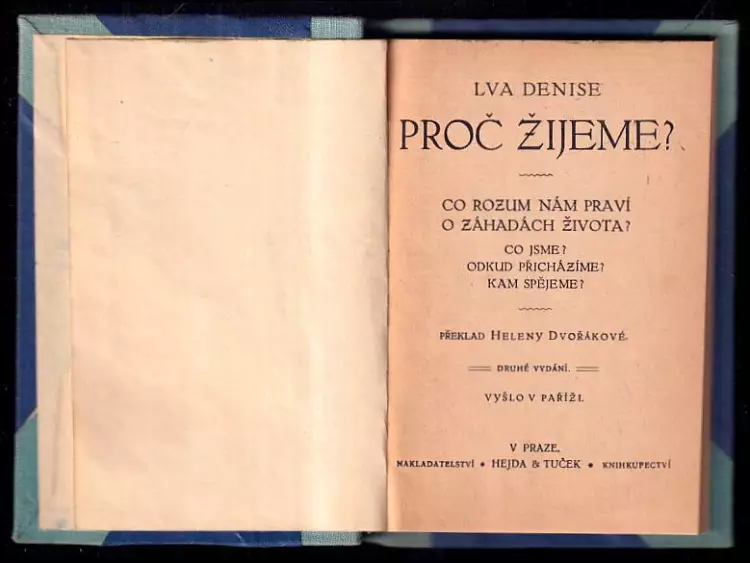 LVA DENISE
PROČ ŽIJEME?
CO ROZUM NÁM PRAVÍ
O ZÁHADÁCH ŽIVOTA?
CO JSME?
ODKUD PŘICHÁZÍME?
KAM SPĚJEME?
PŘEKLAD HELENY DVOŘÁKOVÉ.
DRUHÉ VYDÁNÍ.
VYŠLO V PAŘÍŽI.
V PRAZE,
NAKLADATELSTVÍ • HEJDA & TUČEK • KNIHKUPECTVÍ